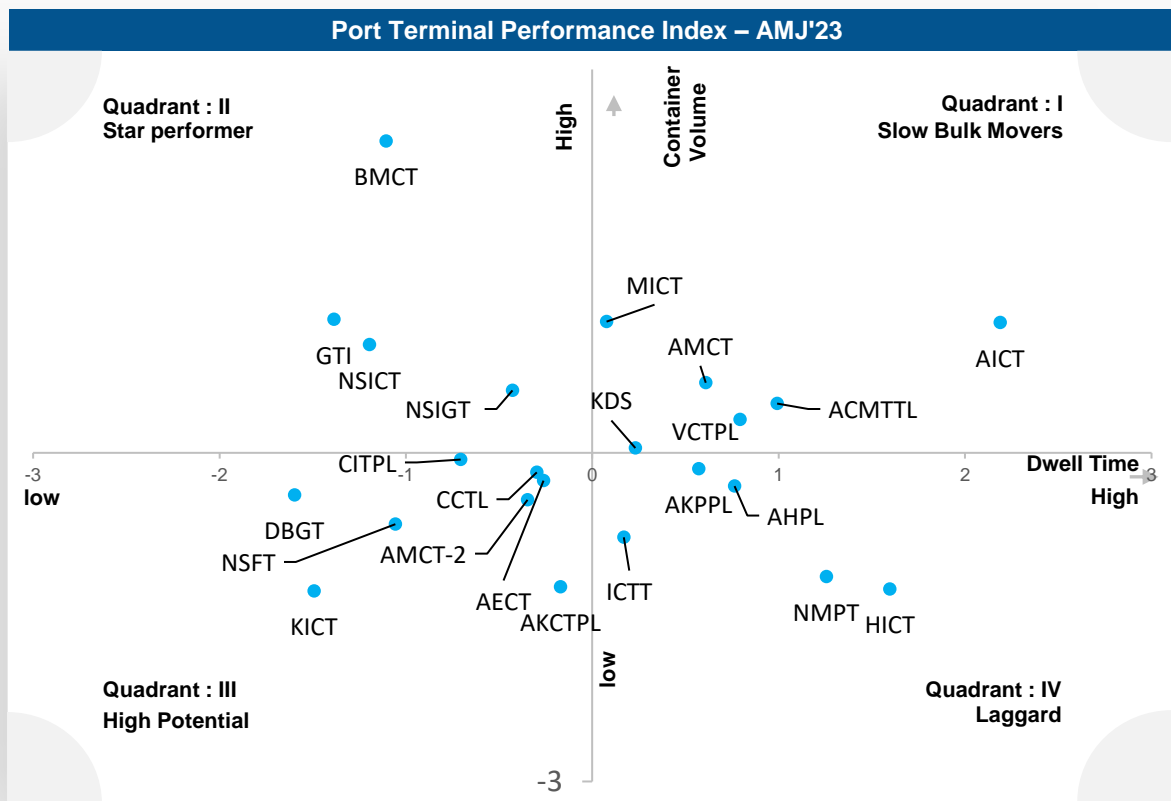 Port Terminal Performance Index – AMJ'23
Quadrant : II
Star performer
High
Container
Volume
Quadrant : I
Slow Bulk Movers
BMCT
MICT
GTI
NSICT
AMCT
AICT
NSIGT
KDS
VCTPL
ACMTTL
CITPL
-3
-2
-1
0
1
2
3
low
Dwell Time
High
CCTL
AKPPL
AHPL
DBGT
NSFT
AMCT-2
AECT
AKCTPL
ICTT
NMPT
HICT
KICT
low
Quadrant : III
High Potential
Quadrant : IV
Laggard
-3